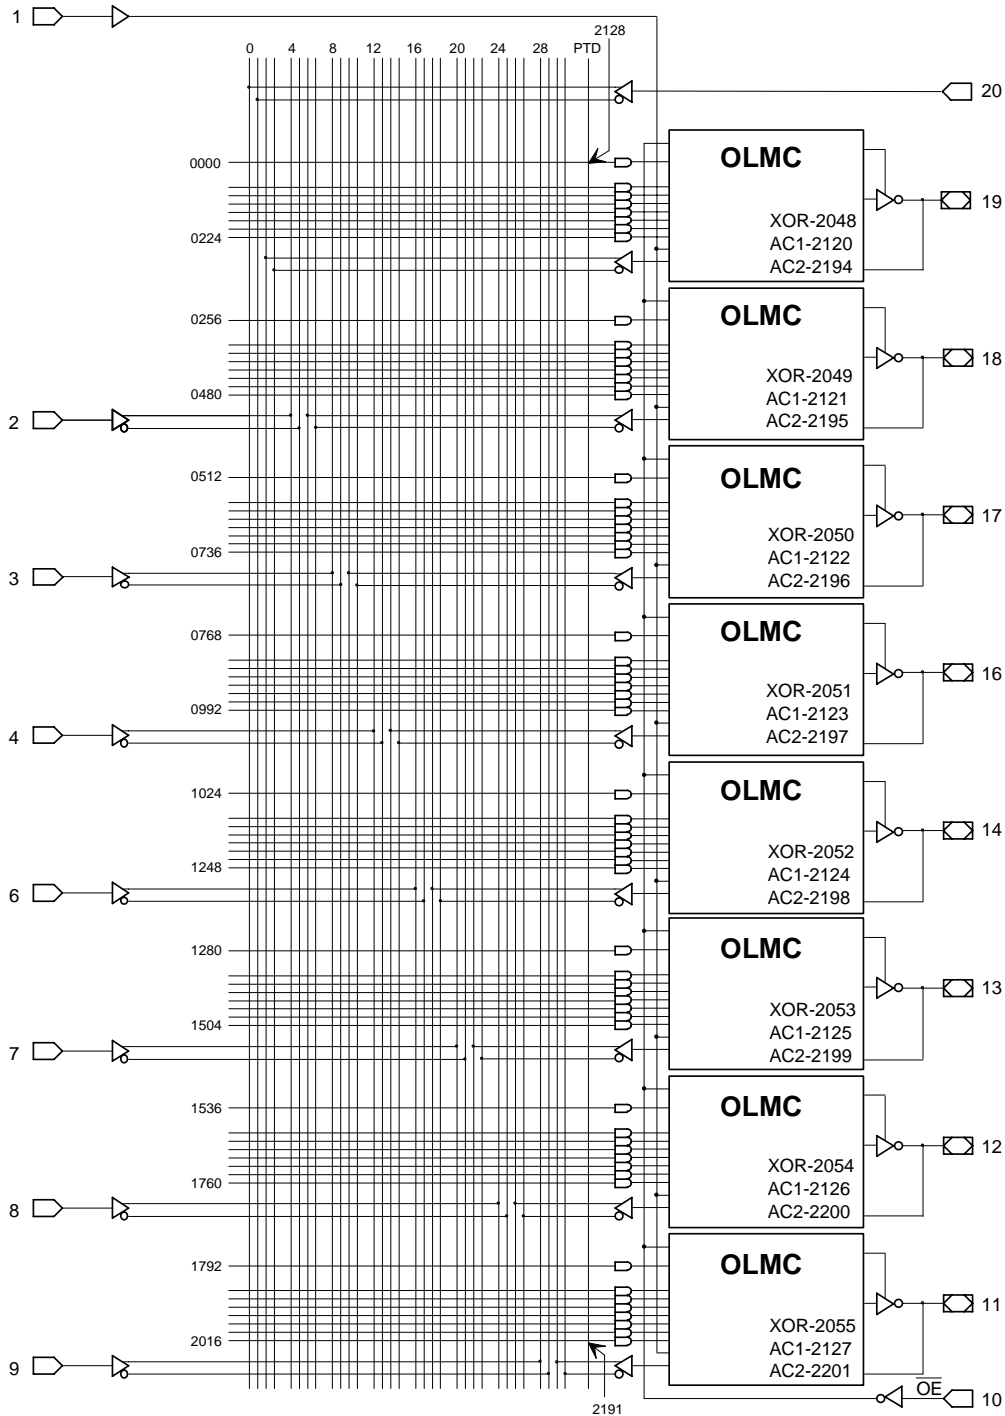 1
2128
0 4 8 12 16 20 24 28 PTD
20
0000
OLMC
19
XOR-2048
0224
AC1-2120
AC2-2194
0256
OLMC
18
XOR-2049
0480
AC1-2121
2
AC2-2195
0512
OLMC
17
XOR-2050
0736
AC1-2122
3
AC2-2196
0768
OLMC
16
XOR-2051
0992
AC1-2123
4
AC2-2197
1024
OLMC
14
XOR-2052
1248
AC1-2124
6
AC2-2198
1280
OLMC
13
XOR-2053
1504
AC1-2125
7
AC2-2199
1536
OLMC
12
XOR-2054
1760
AC1-2126
8
AC2-2200
1792
OLMC
11
XOR-2055
2016
AC1-2127
9
AC2-2201
OE
10
2191